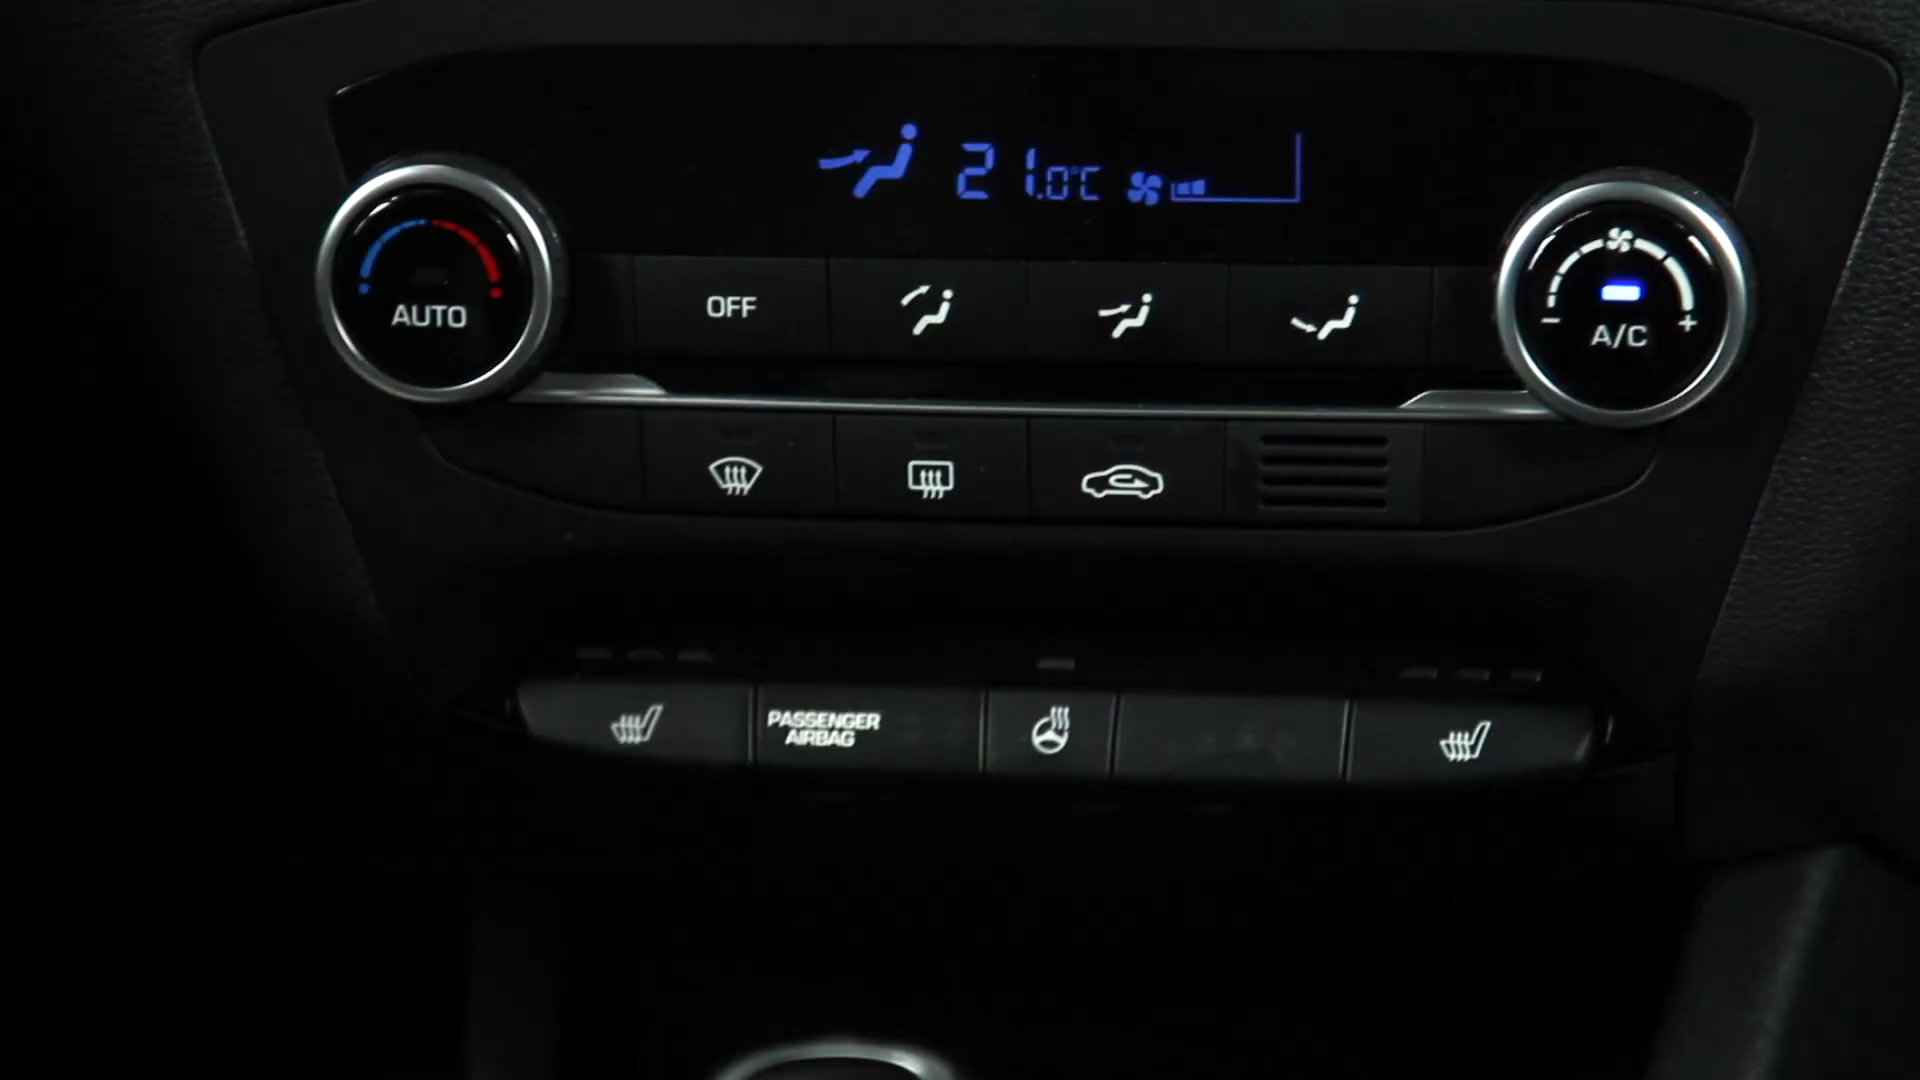 21.0°C
AUTO
OFF
- +
A/C
PASSENGER
AIRBAG